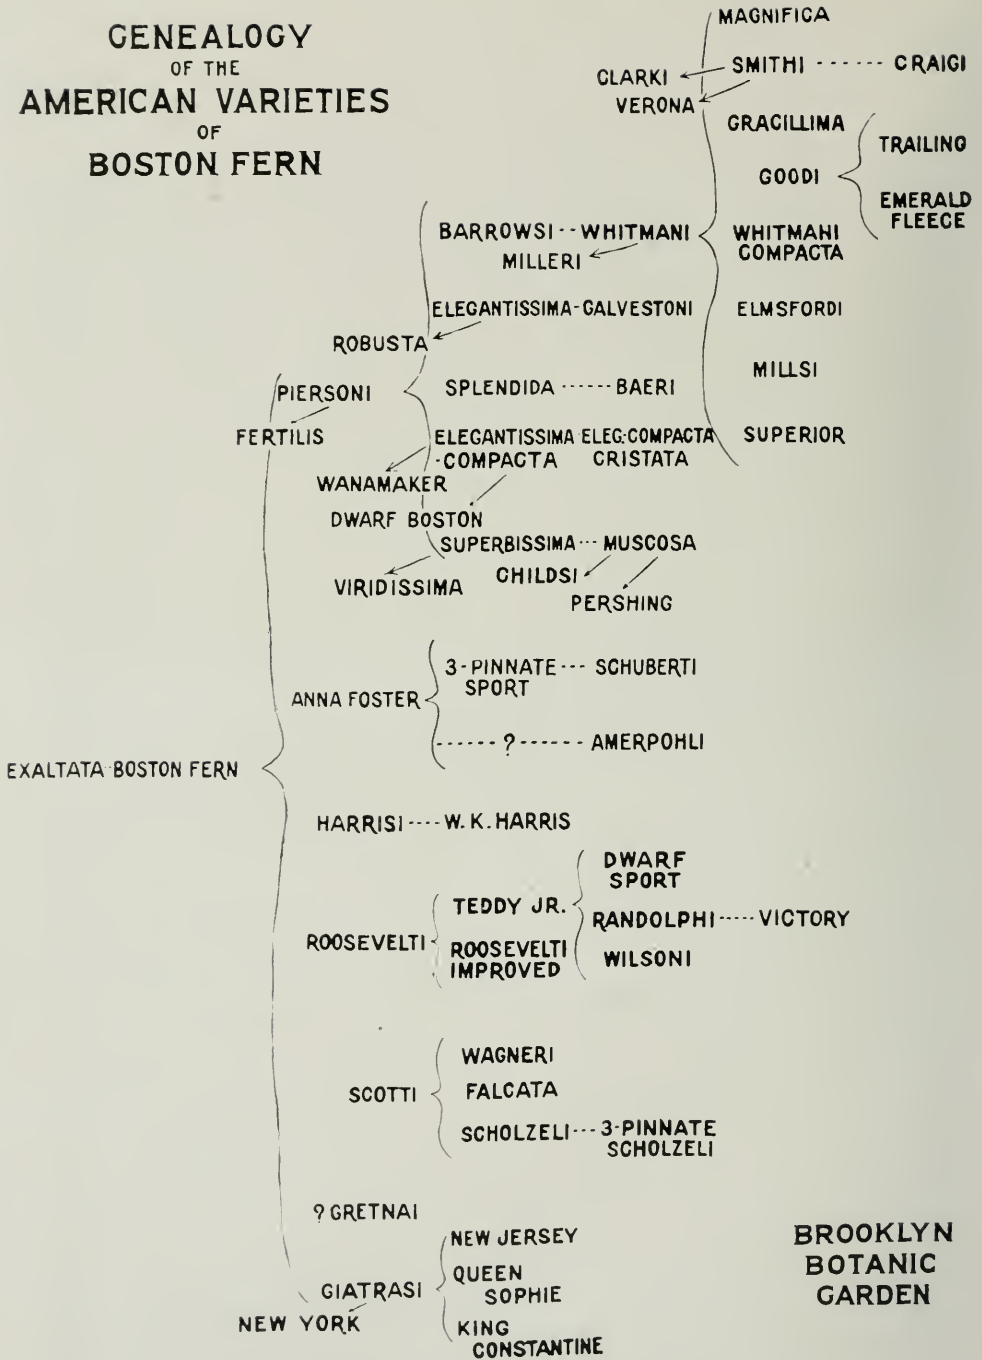 GENEALOGY
OF THE
AMERICAN VARIETIES
OF
BOSTON FERN
MAGNIFICA
CLARKI SMITHI ------ CRAIGI
VERONA
GRACILLIMA
TRAILING
GOODI
EMERALD
FLEECE
BARROWSI -- WHITMANI
MILLERI
WHITMANI
COMPACTA
ELEGANTISSIMA-GALVESTONI
ELMSFORDI
ROBUSTA
MILLSI
PIERSONI
SPLENDIDA ------ BAERI
FERTILIS
ELEGANTISSIMA ELEG.-COMPACTA
-COMPACTA CRISTATA
SUPERIOR
WANAMAKER
DWARF BOSTON
SUPERBISSIMA --- MUSCOSA
VIRIDISSIMA
CHILDSI
PERSHING
3-PINNATE --- SCHUBERTI
SPORT
ANNA FOSTER
------ ? ------ AMERPOHLI
EXALTATA-BOSTON FERN
HARRISI ---- W. K. HARRIS
DWARF
SPORT
TEDDY JR.
RANDOLPHI ----- VICTORY
ROOSEVELTI
ROOSEVELTI
IMPROVED
WILSONI
WAGNERI
SCOTTI
FALCATA
SCHOLZELI --- 3-PINNATE
SCHOLZELI
? GRETNAI
NEW JERSEY
GIATRASI
QUEEN
SOPHIE
NEW YORK
KING
CONSTANTINE
BROOKLYN
BOTANIC
GARDEN